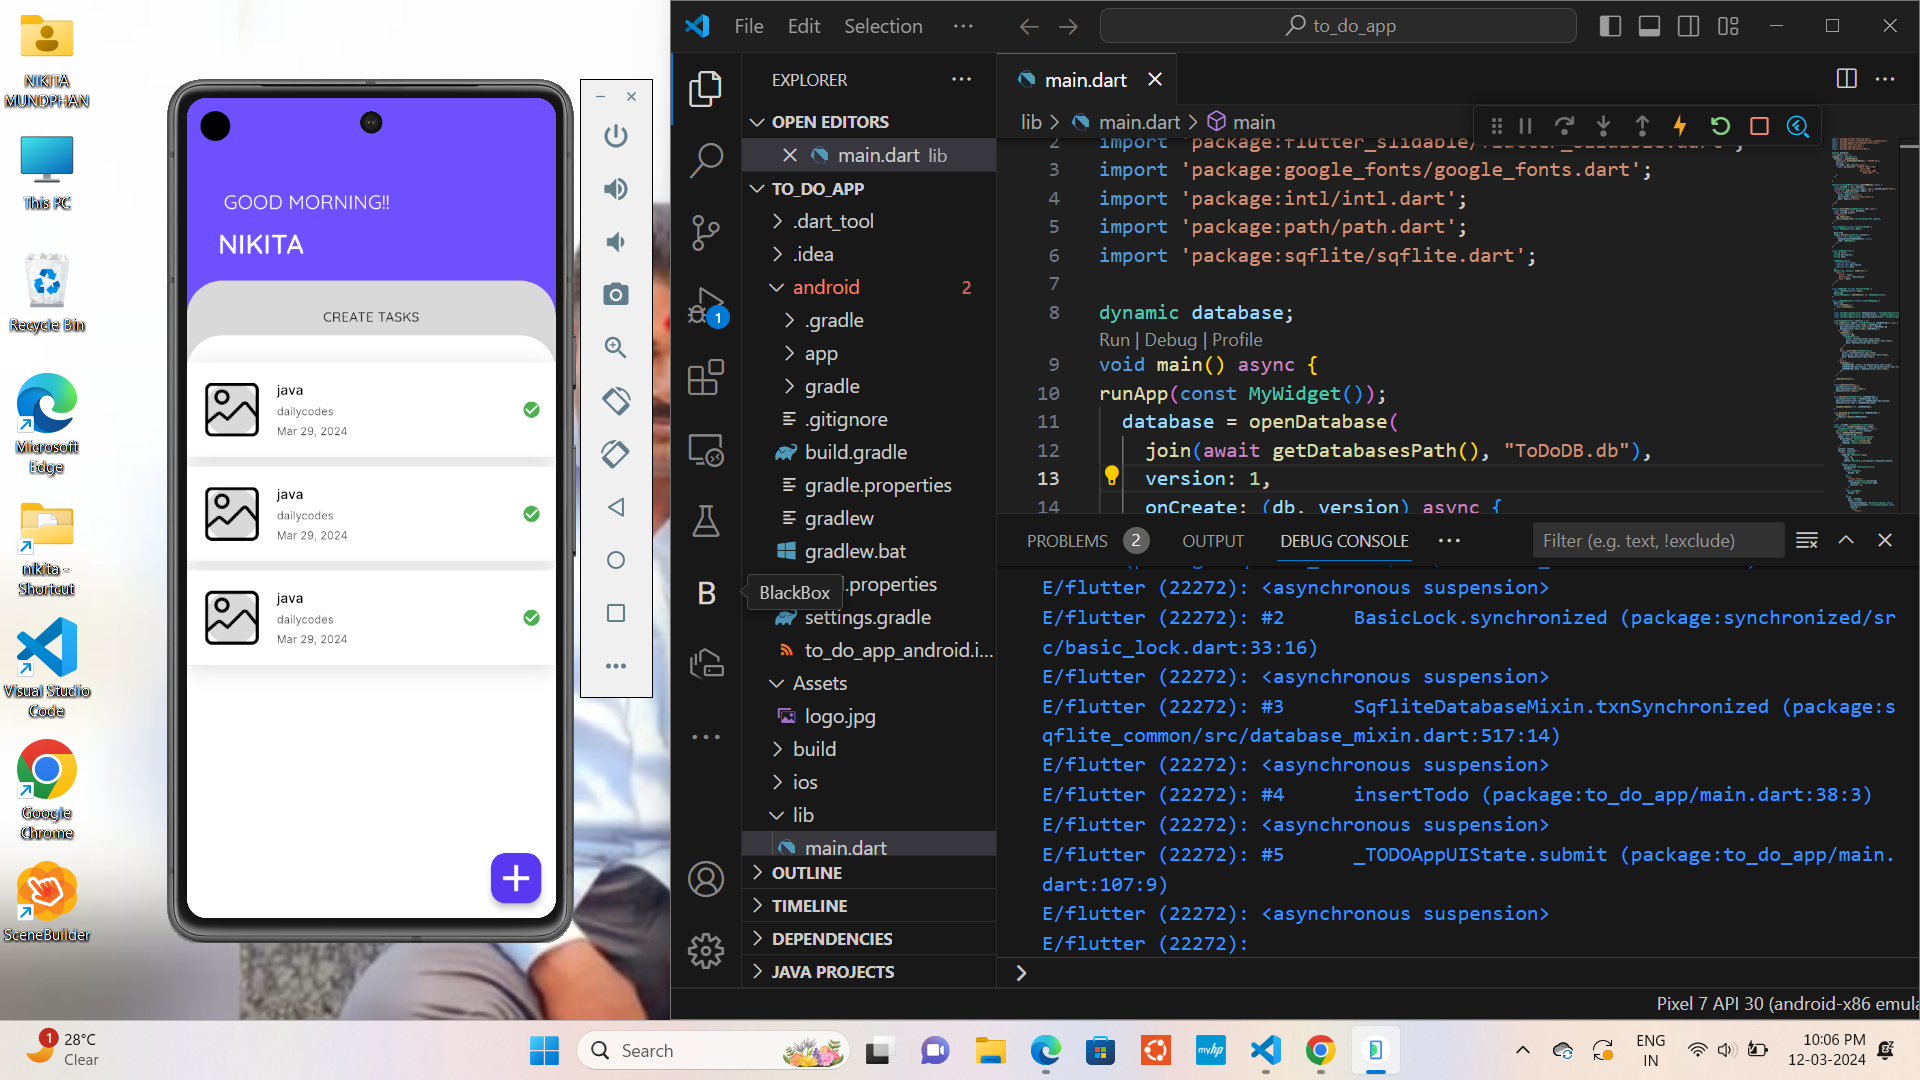 NIKITA
MUNDPHAN
This PC
Recycle Bin
Microsoft
Edge
nikita -
Shortcut
Visual Studio
Code
Google
Chrome
SceneBuilder
GOOD MORNING!!
NIKITA
CREATE TASKS
java
dailycodes
Mar 29, 2024
java
dailycodes
Mar 29, 2024
java
dailycodes
Mar 29, 2024
File Edit Selection ···
to_do_app
EXPLORER
OPEN EDITORS
main.dart lib
TO_DO_APP
.dart_tool
.idea
android 2
.gradle
app
gradle
.gitignore
build.gradle
gradle.properties
gradlew
gradlew.bat
.properties
settings.gradle
to_do_app_android.i...
Assets
logo.jpg
build
ios
lib
main.dart
OUTLINE
TIMELINE
DEPENDENCIES
JAVA PROJECTS
1
B
BlackBox
main.dart
lib > main.dart > main
2 import 'package:flutter_slidable/flutter_slidable.dart';
3 import 'package:google_fonts/google_fonts.dart';
4 import 'package:intl/intl.dart';
5 import 'package:path/path.dart';
6 import 'package:sqflite/sqflite.dart';
7
8 dynamic database;
Run | Debug | Profile
9 void main() async {
10 runApp(const MyWidget());
11 database = openDatabase(
12 join(await getDatabasesPath(), "ToDoDB.db"),
13 version: 1,
14 onCreate: (db, version) async {
PROBLEMS 2 OUTPUT DEBUG CONSOLE ··· Filter (e.g. text, !exclude)
E/flutter (22272): <asynchronous suspension>
E/flutter (22272): #2 BasicLock.synchronized (package:synchronized/sr
c/basic_lock.dart:33:16)
E/flutter (22272): <asynchronous suspension>
E/flutter (22272): #3 SqfliteDatabaseMixin.txnSynchronized (package:s
qflite_common/src/database_mixin.dart:517:14)
E/flutter (22272): <asynchronous suspension>
E/flutter (22272): #4 insertTodo (package:to_do_app/main.dart:38:3)
E/flutter (22272): <asynchronous suspension>
E/flutter (22272): #5 _TODOAppUIState.submit (package:to_do_app/main.
dart:107:9)
E/flutter (22272): <asynchronous suspension>
E/flutter (22272):
Pixel 7 API 30 (android-x86 emula
1
28°C
Clear
Search
myhp
ENG
IN
10:06 PM
12-03-2024